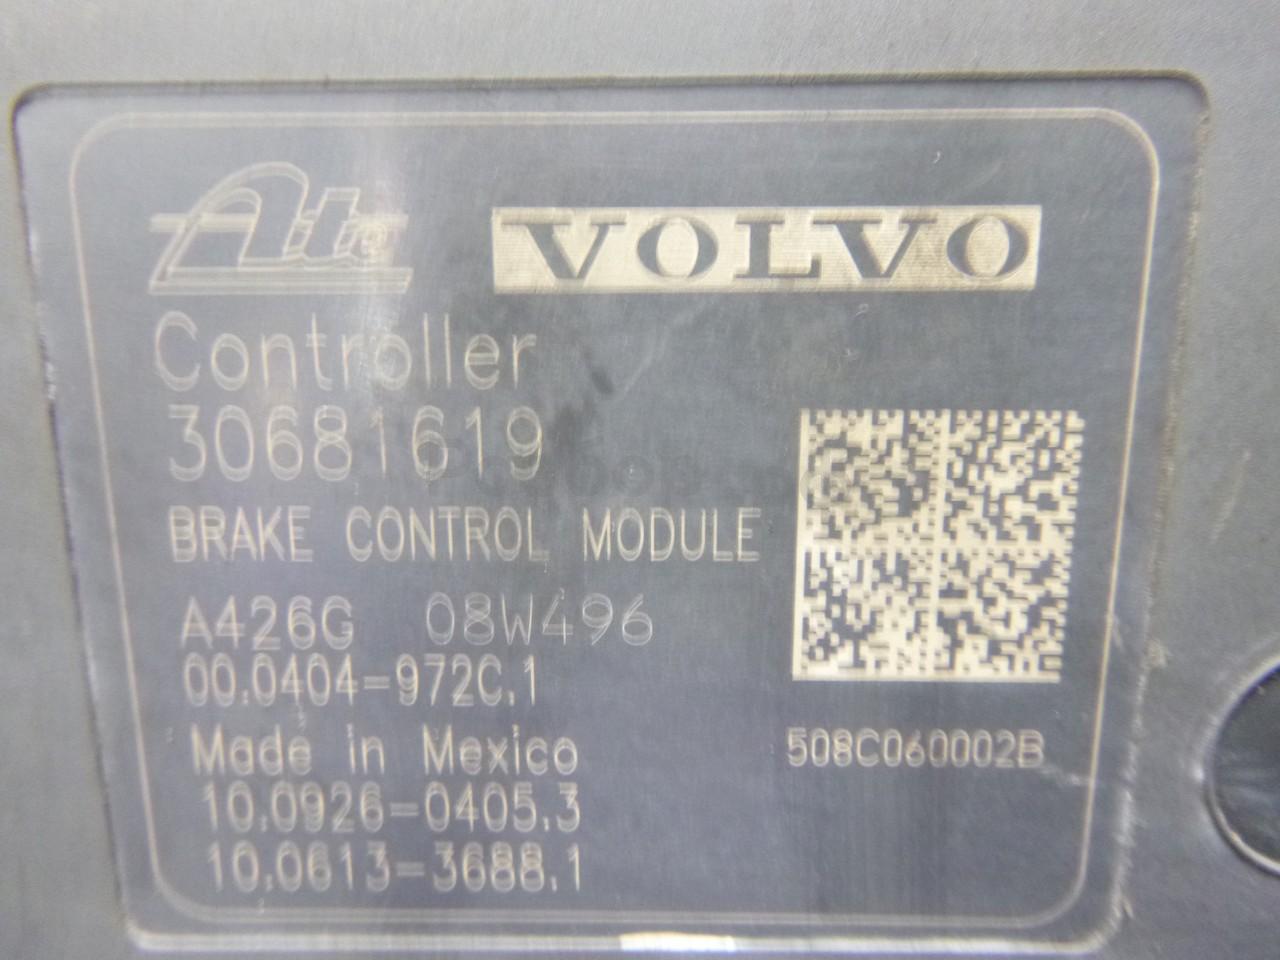 Ate VOLVO
Controller
30681619
BRAKE CONTROL MODULE
A426G 08W496
00.0404-972C.1
Made in Mexico
508C060002B
10.0926-0405.3
10.0613-3688.1